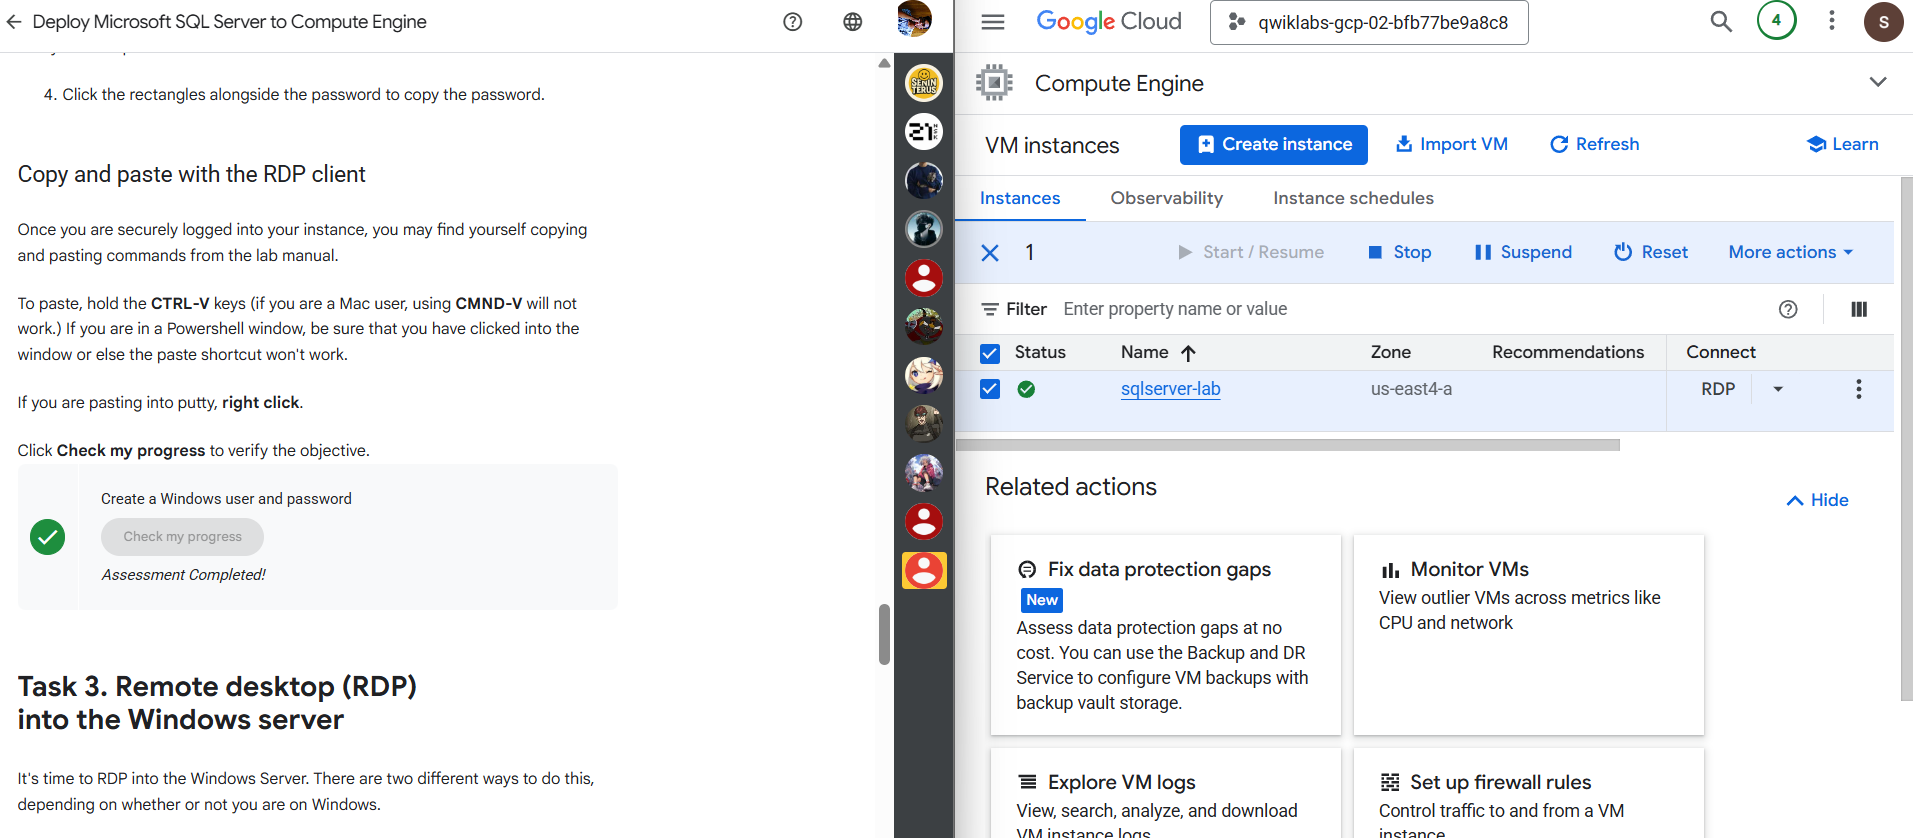 Deploy Microsoft SQL Server to Compute Engine
4. Click the rectangles alongside the password to copy the password.
Copy and paste with the RDP client
Once you are securely logged into your instance, you may find yourself copying
and pasting commands from the lab manual.
To paste, hold the CTRL-V keys (if you are a Mac user, using CMND-V will not
work.) If you are in a Powershell window, be sure that you have clicked into the
window or else the paste shortcut won't work.
If you are pasting into putty, right click.
Click Check my progress to verify the objective.
Create a Windows user and password
Check my progress
Assessment Completed!
Task 3. Remote desktop (RDP)
into the Windows server
It's time to RDP into the Windows Server. There are two different ways to do this,
depending on whether or not you are on Windows.
SENIN
TERUS
21
Google Cloud
qwiklabs-gcp-02-bfb77be9a8c8
4
S
Compute Engine
VM instances
Create instance
Import VM
Refresh
Learn
Instances
Observability
Instance schedules
1
Start / Resume
Stop
Suspend
Reset
More actions
Filter
Enter property name or value
Status
Name
Zone
Recommendations
Connect
sqlserver-lab
us-east4-a
RDP
Related actions
Hide
Fix data protection gaps
New
Assess data protection gaps at no
cost. You can use the Backup and DR
Service to configure VM backups with
backup vault storage.
Monitor VMs
View outlier VMs across metrics like
CPU and network
Explore VM logs
View, search, analyze, and download
VM instance logs
Set up firewall rules
Control traffic to and from a VM
instance